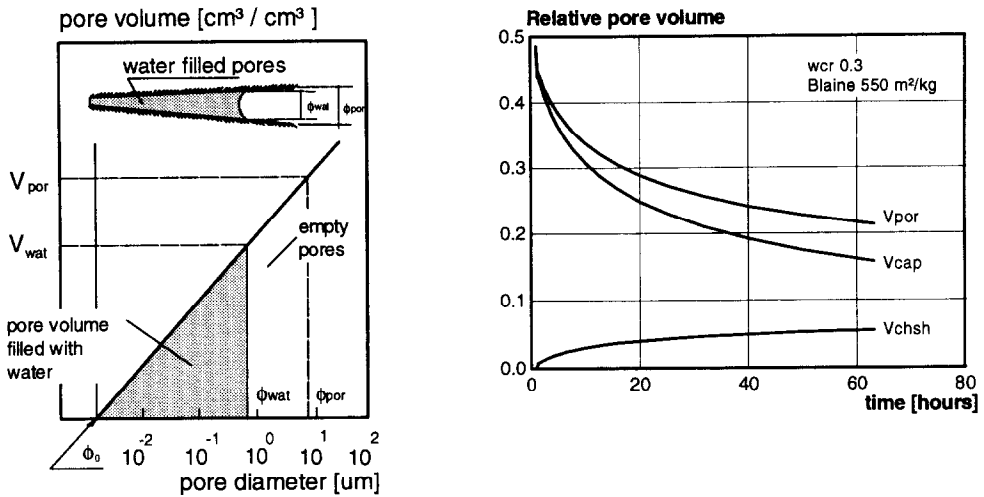 pore volume [cm³ / cm³ ]
water filled pores
ϕwat
ϕpor
V por
V wat
empty
pores
pore volume
filled with
water
ϕwat
ϕpor
ϕ₀
10⁻² 10⁻¹ 10⁰ 10¹ 10²
pore diameter [um]
Relative pore volume
0.5
wcr 0.3
Blaine 550 m²/kg
0.4
0.3
Vpor
0.2
Vcap
0.1
Vchsh
0.0
0 20 40 60 80
time [hours]